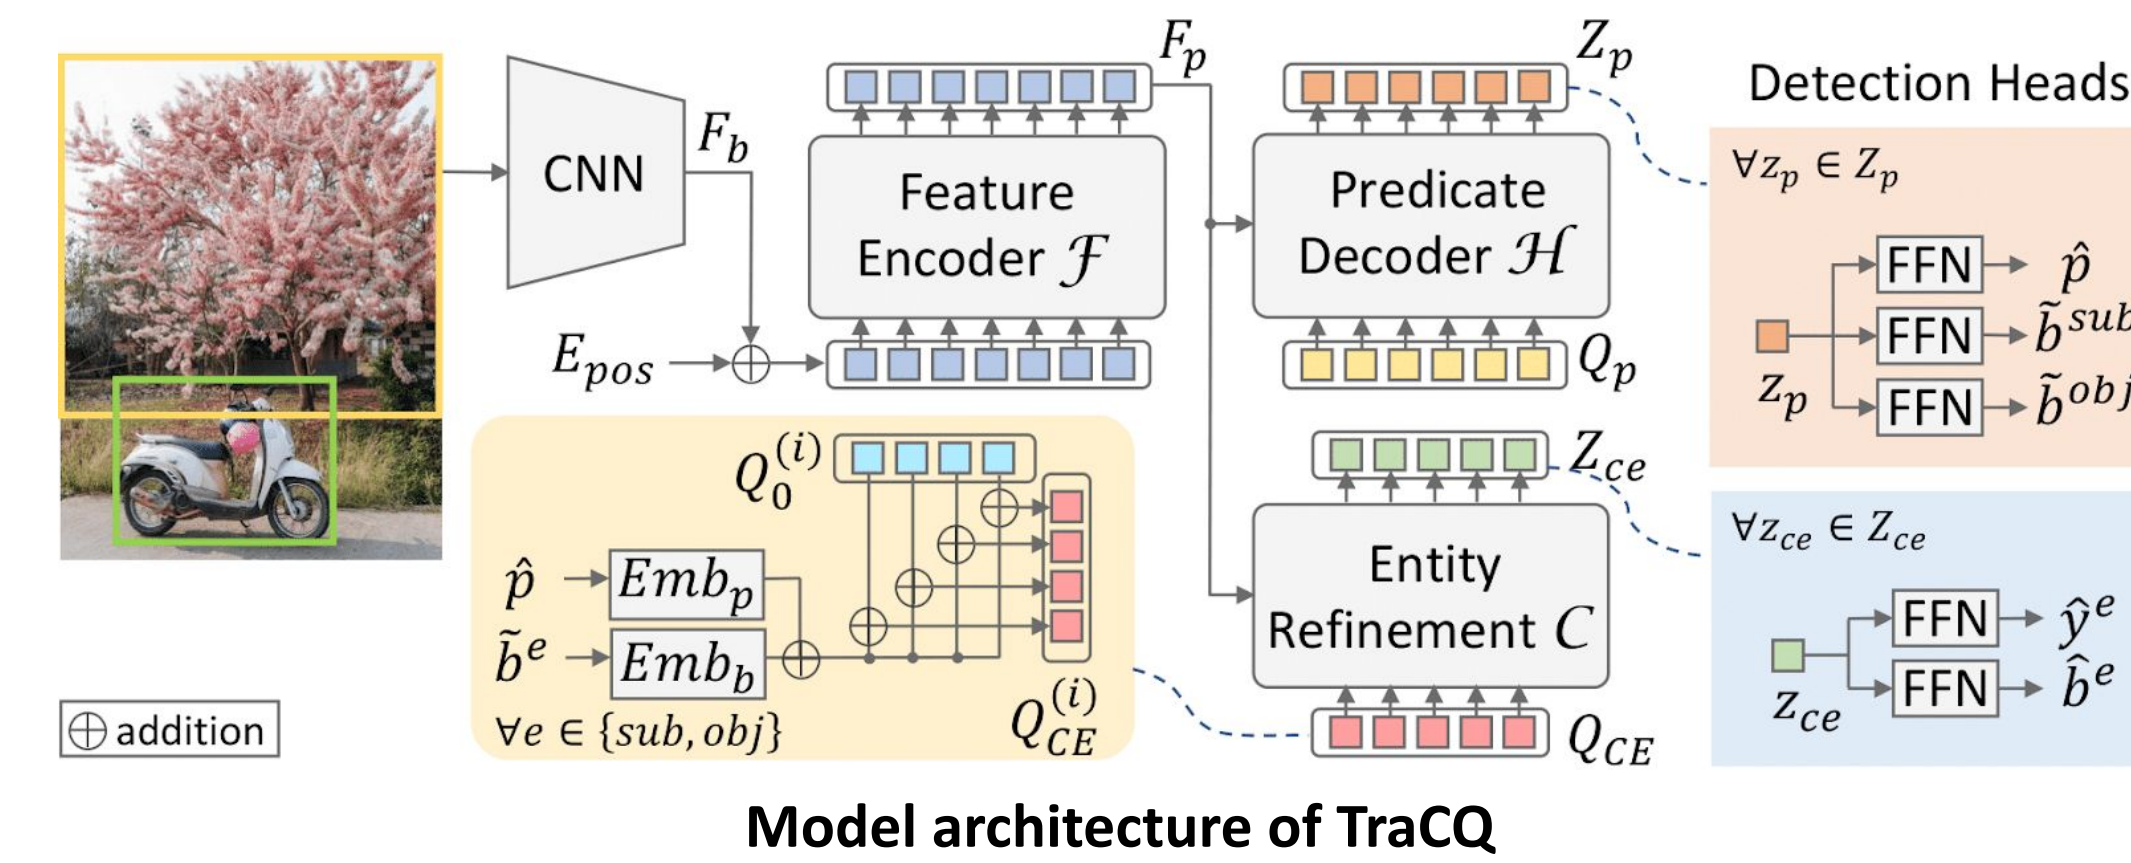 CNN
F_b
E_pos
Feature
Encoder ℱ
F_p
Predicate
Decoder ℋ
Z_p
Q_p
Q_0^(i)
p̂
Emb_p
b̃^e
Emb_b
∀e ∈ {sub, obj}
Q_CE^(i)
Z_ce
Entity
Refinement C
Q_CE
Detection Heads
∀z_p ∈ Z_p
z_p
FFN
p̂
FFN
b̃^sub
FFN
b̃^obj
∀z_ce ∈ Z_ce
z_ce
FFN
ŷ^e
FFN
b̂^e
⊕ addition
Model architecture of TraCQ